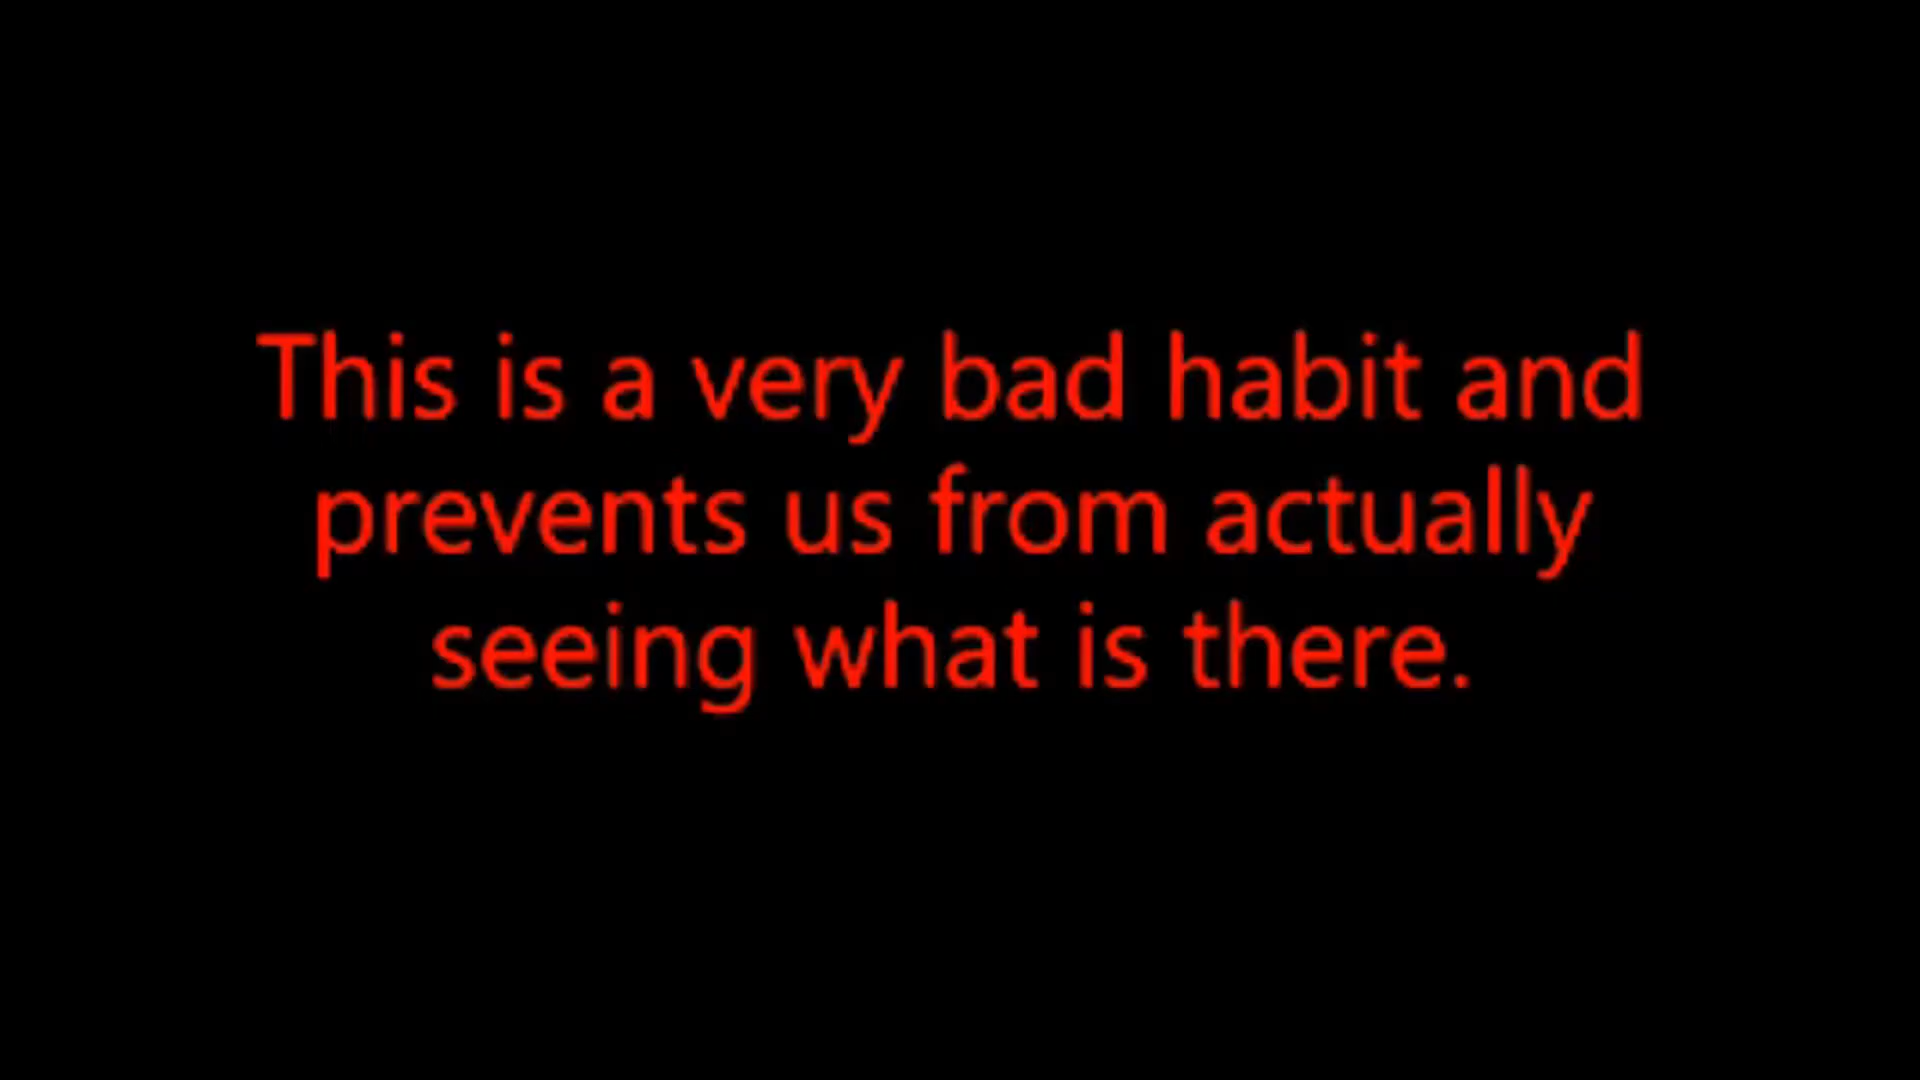 This is a very bad habit and
prevents us from actually
seeing what is there.